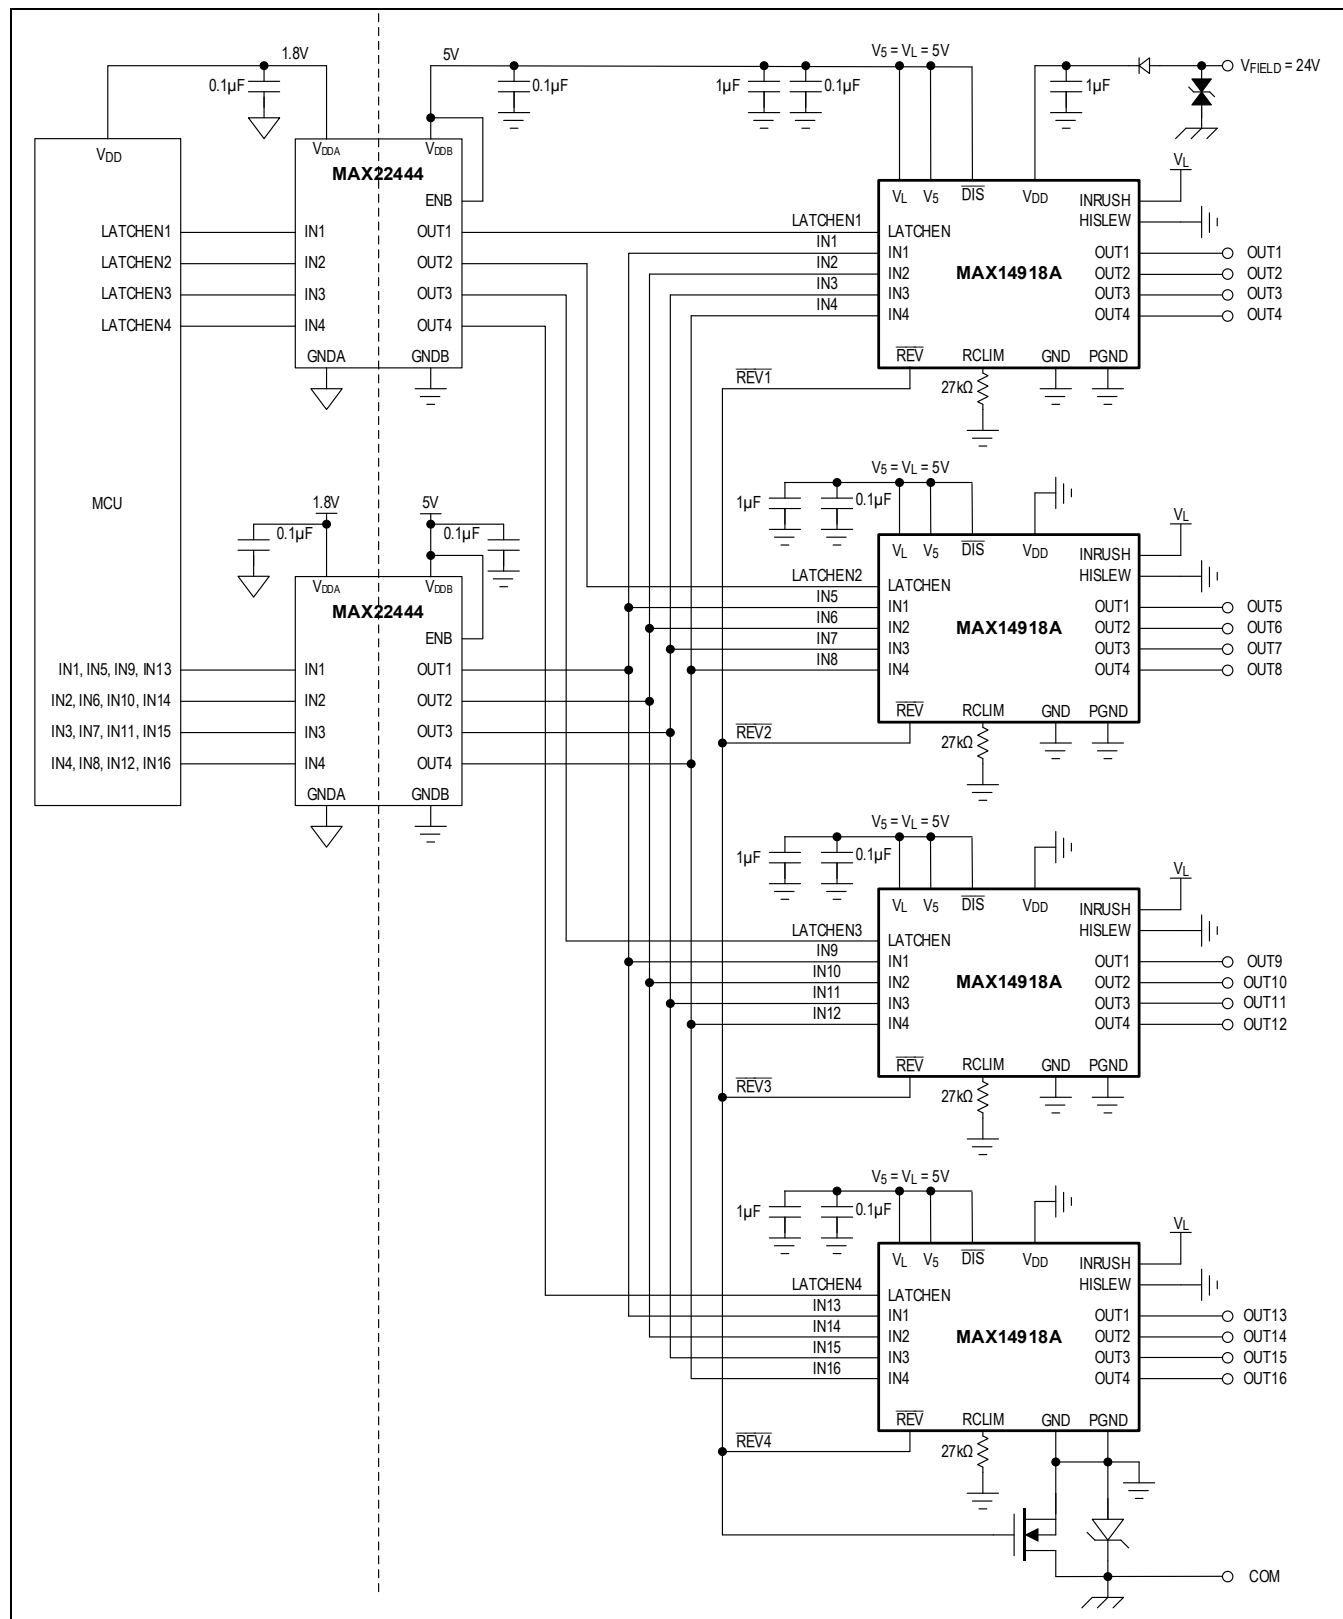 1.8V
5V
V5 = VL = 5V
0.1µF
0.1µF
1µF
0.1µF
1µF
VFIELD = 24V
VDD
VDDA
VDDB
MAX22444
ENB
LATCHEN1
IN1
OUT1
LATCHEN2
IN2
OUT2
LATCHEN3
IN3
OUT3
LATCHEN4
IN4
OUT4
GNDA
GNDB
VL
VL
V5
DIS
VDD
INRUSH
HISLEW
LATCHEN1
LATCHEN
IN1
IN1
OUT1
OUT1
IN2
IN2
MAX14918A
OUT2
OUT2
IN3
IN3
OUT3
OUT3
IN4
IN4
OUT4
OUT4
REV
RCLIM
GND
PGND
REV1
27kΩ
MCU
1.8V
5V
0.1µF
0.1µF
VDDA
VDDB
MAX22444
ENB
IN1, IN5, IN9, IN13
IN1
OUT1
IN2, IN6, IN10, IN14
IN2
OUT2
IN3, IN7, IN11, IN15
IN3
OUT3
IN4, IN8, IN12, IN16
IN4
OUT4
GNDA
GNDB
V5 = VL = 5V
1µF
0.1µF
VL
VL
V5
DIS
VDD
INRUSH
HISLEW
LATCHEN2
LATCHEN
IN5
IN1
OUT1
OUT5
IN6
IN2
MAX14918A
OUT2
OUT6
IN7
IN3
OUT3
OUT7
IN8
IN4
OUT4
OUT8
REV
RCLIM
GND
PGND
REV2
27kΩ
V5 = VL = 5V
1µF
0.1µF
VL
VL
V5
DIS
VDD
INRUSH
HISLEW
LATCHEN3
LATCHEN
IN9
IN1
OUT1
OUT9
IN10
IN2
MAX14918A
OUT2
OUT10
IN11
IN3
OUT3
OUT11
IN12
IN4
OUT4
OUT12
REV
RCLIM
GND
PGND
REV3
27kΩ
V5 = VL = 5V
1µF
0.1µF
VL
VL
V5
DIS
VDD
INRUSH
HISLEW
LATCHEN4
LATCHEN
IN13
IN1
OUT1
OUT13
IN14
IN2
MAX14918A
OUT2
OUT14
IN15
IN3
OUT3
OUT15
IN16
IN4
OUT4
OUT16
REV
RCLIM
GND
PGND
REV4
27kΩ
COM